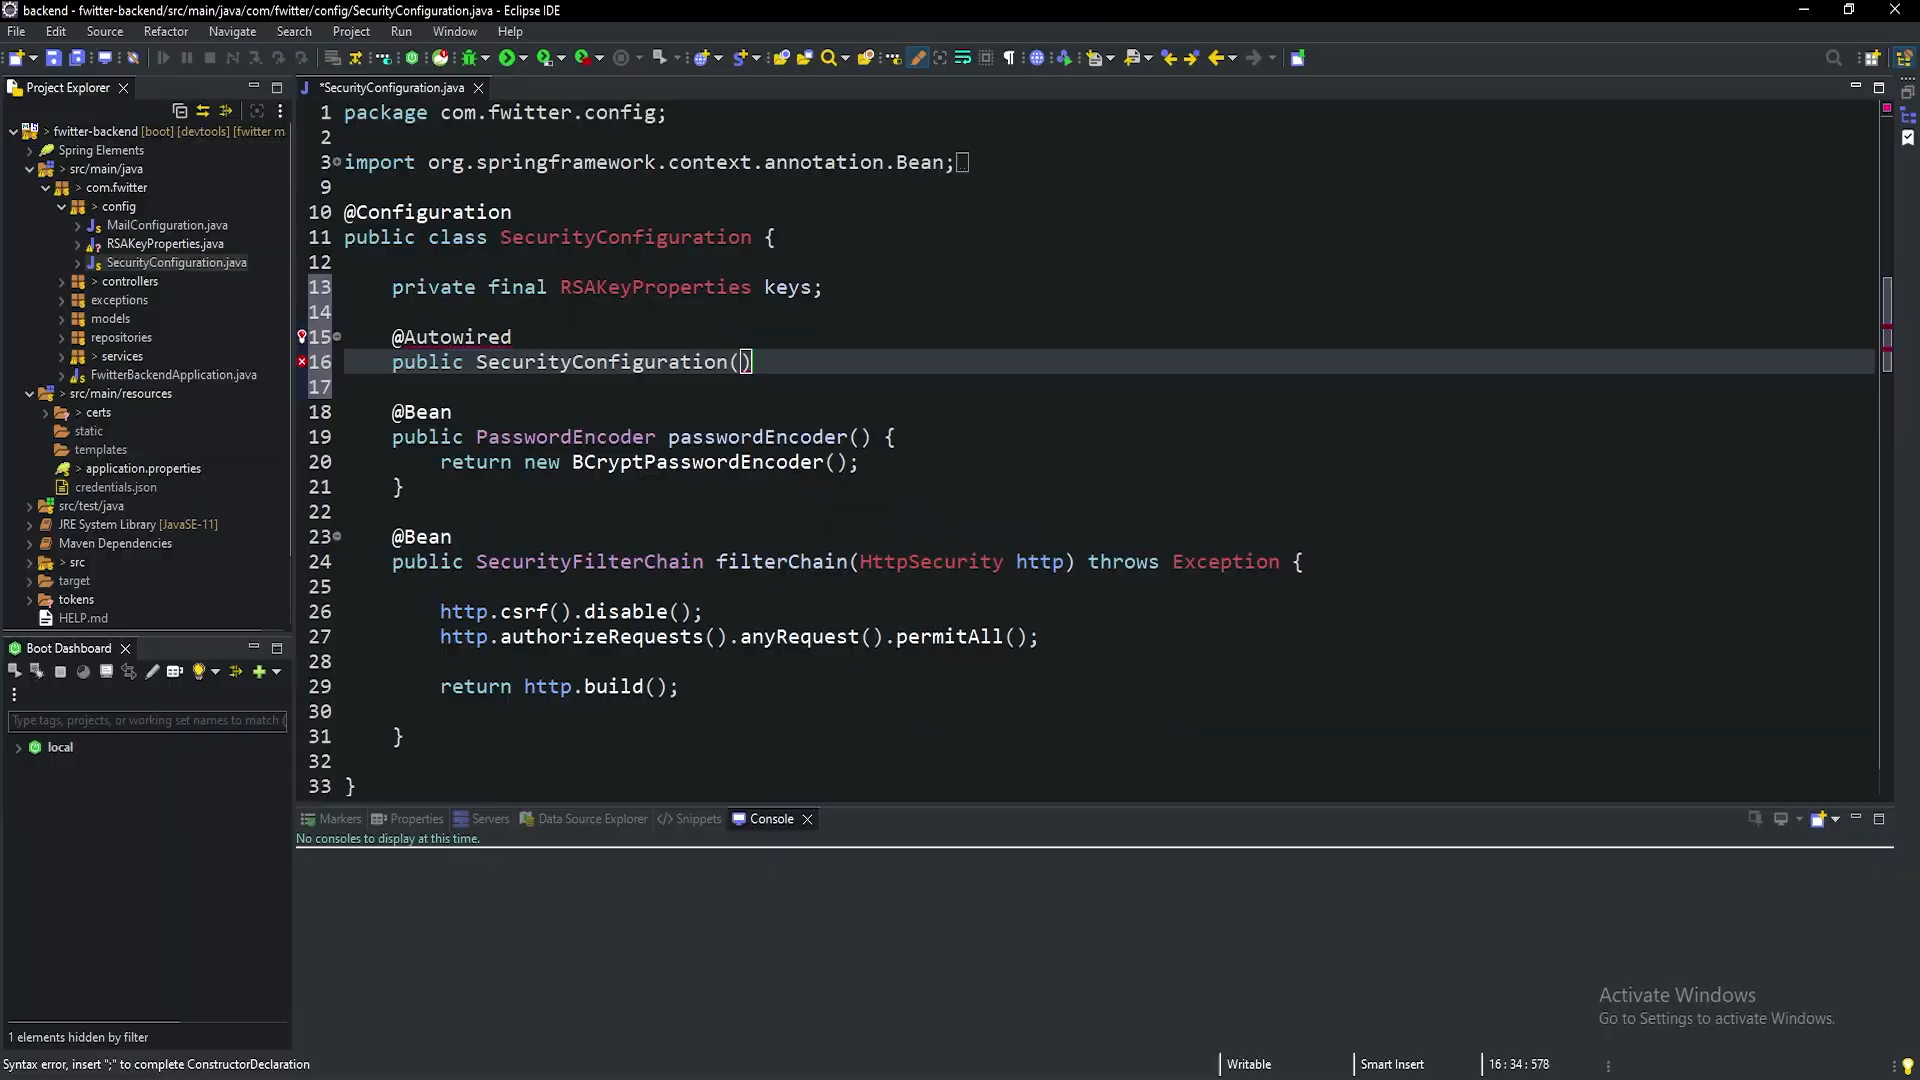 backend - fwitter-backend/src/main/java/com/fwitter/config/SecurityConfiguration.java - Eclipse IDE
File Edit Source Refactor Navigate Search Project Run Window Help
Project Explorer
fwitter-backend [boot] [devtools] [fwitter m
Spring Elements
src/main/java
com.fwitter
config
MailConfiguration.java
RSAKeyProperties.java
SecurityConfiguration.java
controllers
exceptions
models
repositories
services
FwitterBackendApplication.java
src/main/resources
certs
static
templates
application.properties
credentials.json
src/test/java
JRE System Library [JavaSE-11]
Maven Dependencies
src
target
tokens
HELP.md
Boot Dashboard
Type tags, projects, or working set names to match (
local
1 elements hidden by filter
*SecurityConfiguration.java
1 package com.fwitter.config;
2
3 import org.springframework.context.annotation.Bean;
9
10 @Configuration
11 public class SecurityConfiguration {
12
13 private final RSAKeyProperties keys;
14
15 @Autowired
16 public SecurityConfiguration()
17
18 @Bean
19 public PasswordEncoder passwordEncoder() {
20 return new BCryptPasswordEncoder();
21 }
22
23 @Bean
24 public SecurityFilterChain filterChain(HttpSecurity http) throws Exception {
25
26 http.csrf().disable();
27 http.authorizeRequests().anyRequest().permitAll();
28
29 return http.build();
30
31 }
32
33 }
Markers Properties Servers Data Source Explorer Snippets Console
No consoles to display at this time.
Activate Windows
Go to Settings to activate Windows.
Syntax error, insert ";" to complete ConstructorDeclaration
Writable Smart Insert 16 : 34 : 578